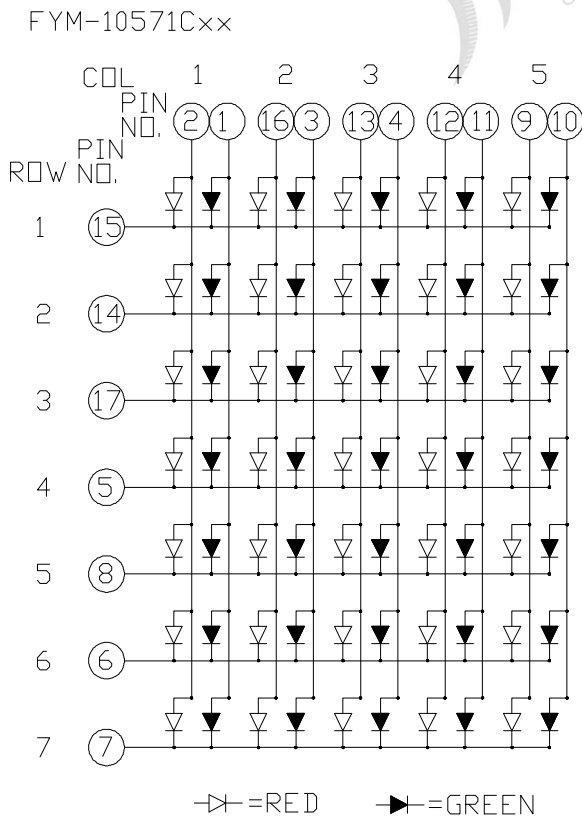 FYM-10571Cxx
COL 1 2 3 4 5
PIN NO. 2 1 16 3 13 4 12 11 9 10
ROW PIN NO.
1 15
2 14
3 17
4 5
5 8
6 6
7 7
=RED =GREEN